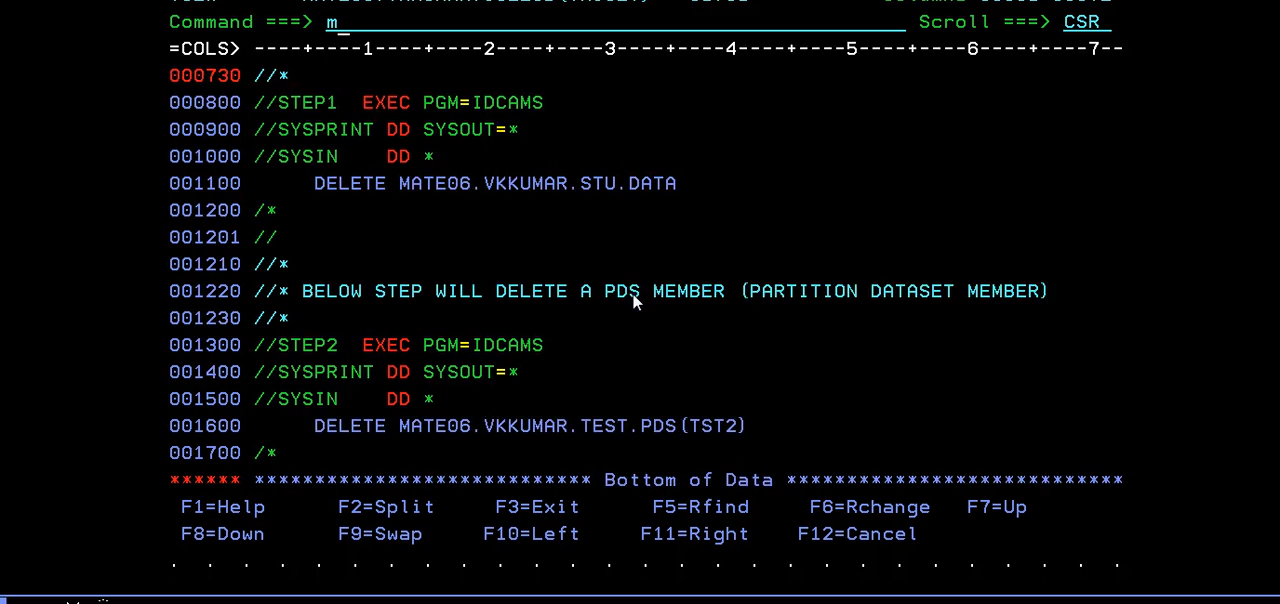 Command ===> m Scroll ===> CSR
=COLS> ----+----1----+----2----+----3----+----4----+----5----+----6----+----7--
000730 //*
000800 //STEP1  EXEC PGM=IDCAMS
000900 //SYSPRINT DD SYSOUT=*
001000 //SYSIN    DD *
001100      DELETE MATE06.VKKUMAR.STU.DATA
001200 /*
001201 //
001210 //*
001220 //* BELOW STEP WILL DELETE A PDS MEMBER (PARTITION DATASET MEMBER)
001230 //*
001300 //STEP2  EXEC PGM=IDCAMS
001400 //SYSPRINT DD SYSOUT=*
001500 //SYSIN    DD *
001600      DELETE MATE06.VKKUMAR.TEST.PDS(TST2)
001700 /*
****** **************************** Bottom of Data ****************************
F1=Help F2=Split F3=Exit F5=Rfind F6=Rchange F7=Up
F8=Down F9=Swap F10=Left F11=Right F12=Cancel